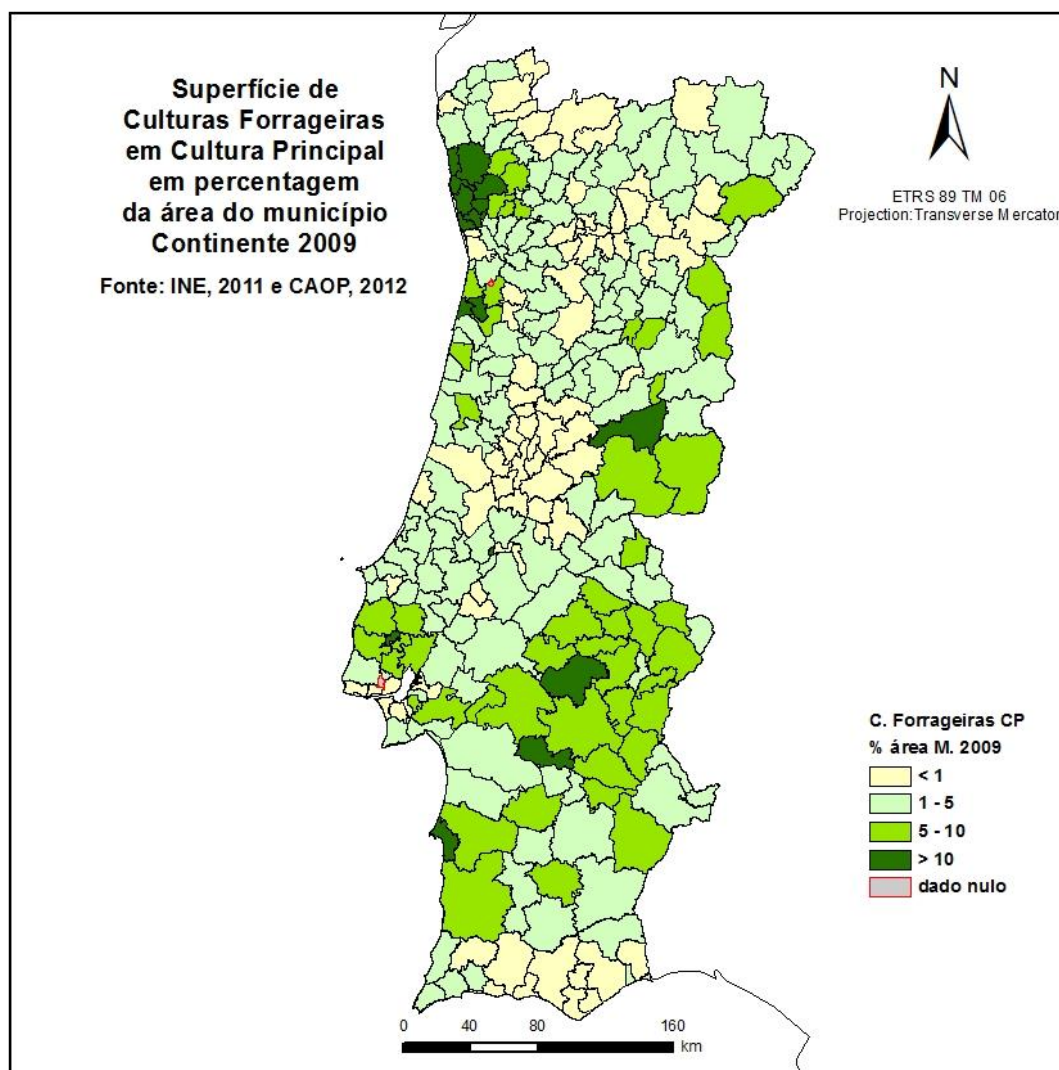 Superfície de
Culturas Forrageiras
em Cultura Principal
em percentagem
da área do município
Continente 2009
Fonte: INE, 2011 e CAOP, 2012
N
ETRS 89 TM 06
Projection: Transverse Mercator
C. Forrageiras CP
% área M. 2009
< 1
1 - 5
5 - 10
> 10
dado nulo
0 40 80 160
km